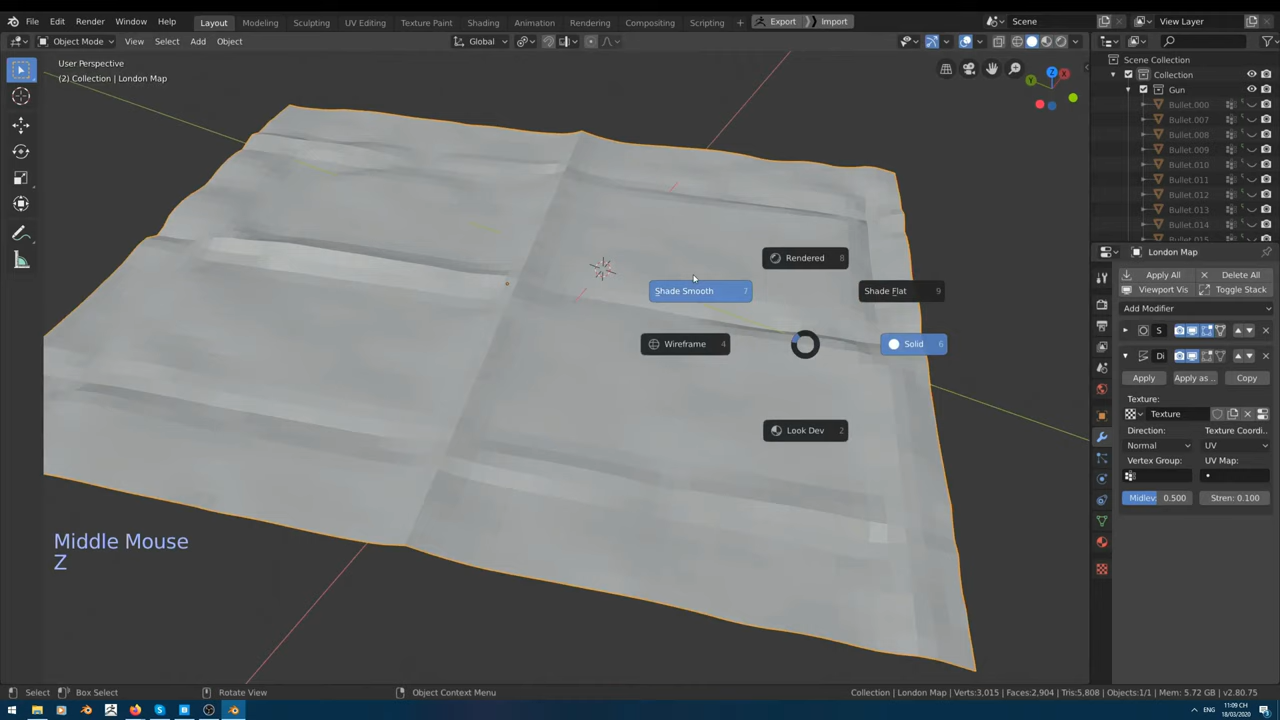 File Edit Render Window Help Layout Modeling Sculpting UV Editing Texture Paint Shading Animation Rendering Compositing Scripting + Export Import Scene View Layer
Object Mode View Select Add Object Global
User Perspective
(2) Collection | London Map
Scene Collection
Collection
Gun
Bullet.000
Bullet.007
Bullet.008
Bullet.009
Bullet.010
Bullet.011
Bullet.012
Bullet.013
Bullet.014
Bullet.015
Z
X
Y
Rendered 8
Shade Smooth 7
Shade Flat 9
Wireframe 4
Solid 6
Look Dev 2
London Map
Apply All Delete All
Viewport Vis Toggle Stack
Add Modifier
S
Di
Apply Apply as .. Copy
Texture:
Texture
Direction: Texture Coordi..
Normal UV
Vertex Group: UV Map:
Midlev: 0.500 Stren: 0.100
Middle Mouse
Z
Select Box Select Rotate View Object Context Menu
Collection | London Map | Verts:3,015 | Faces:2,904 | Tris:5,808 | Objects:1/1 | Mem: 5.72 GB | v2.80.75
ENG
11:09 CH
18/03/2020